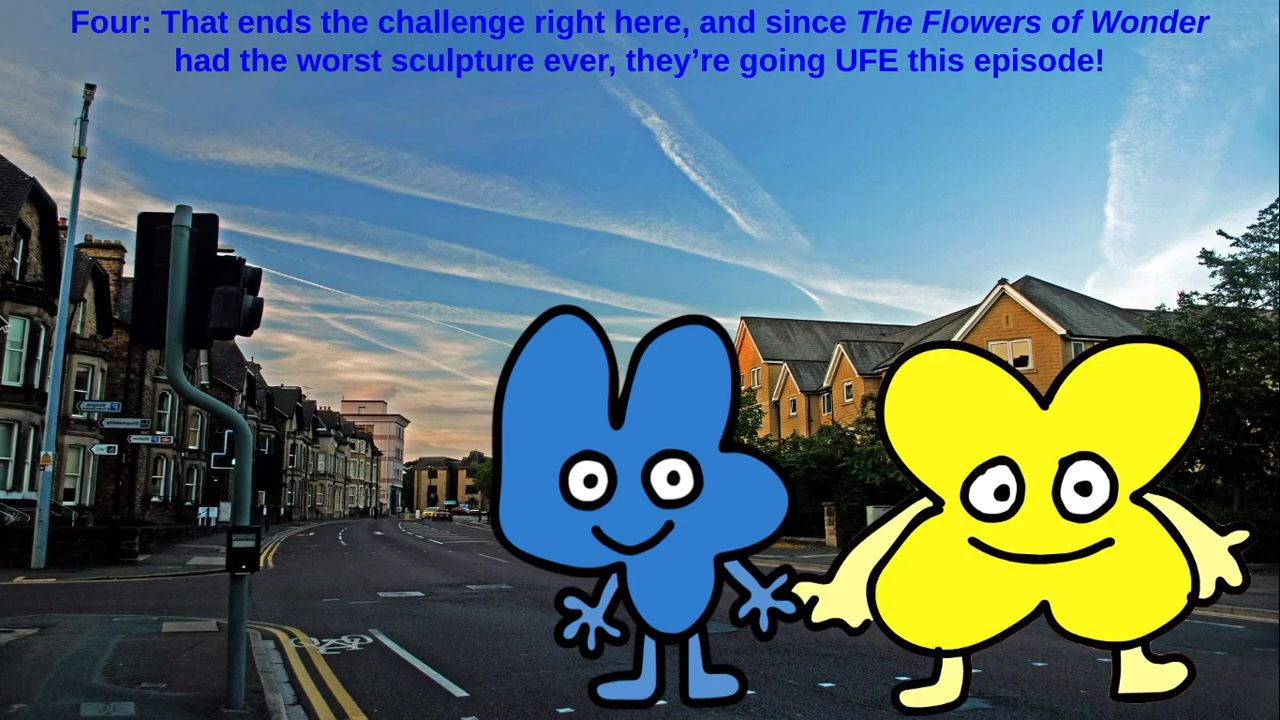 Four: That ends the challenge right here, and since The Flowers of Wonder
had the worst sculpture ever, they’re going UFE this episode!